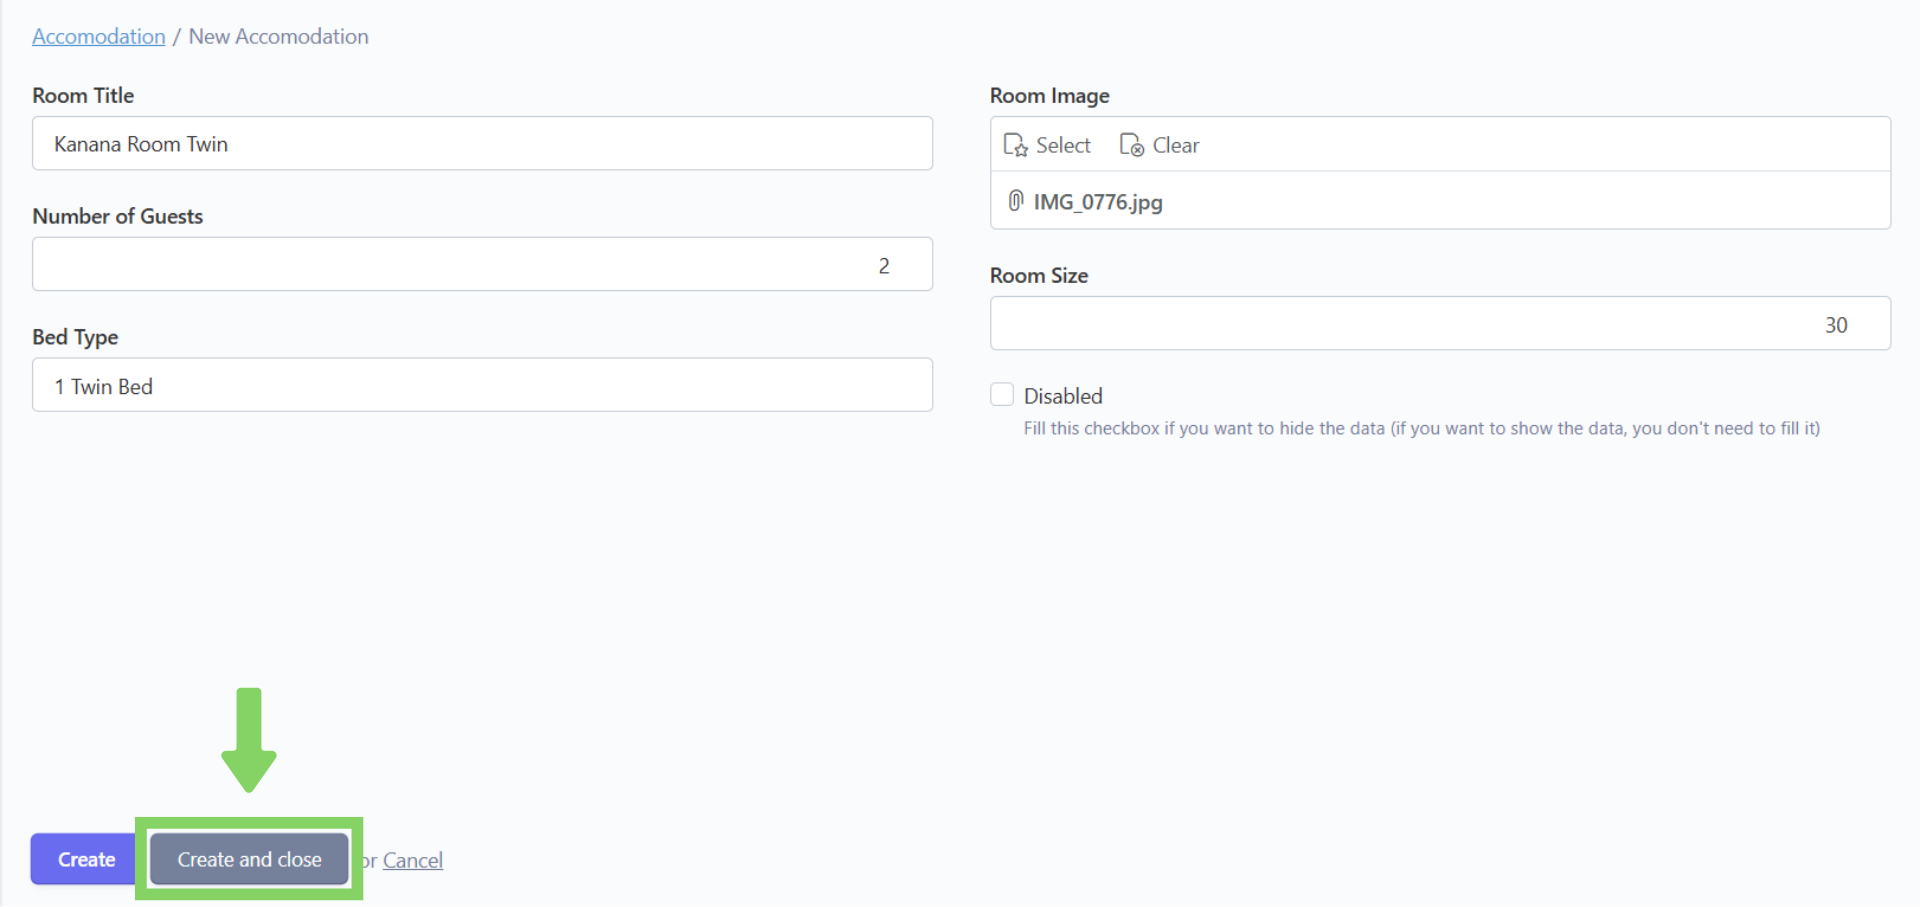 Accomodation / New Accomodation
Room Title
Kanana Room Twin
Number of Guests
2
Bed Type
1 Twin Bed
Room Image
Select Clear
IMG_0776.jpg
Room Size
30
Disabled
Fill this checkbox if you want to hide the data (if you want to show the data, you don't need to fill it)
Create Create and close or Cancel